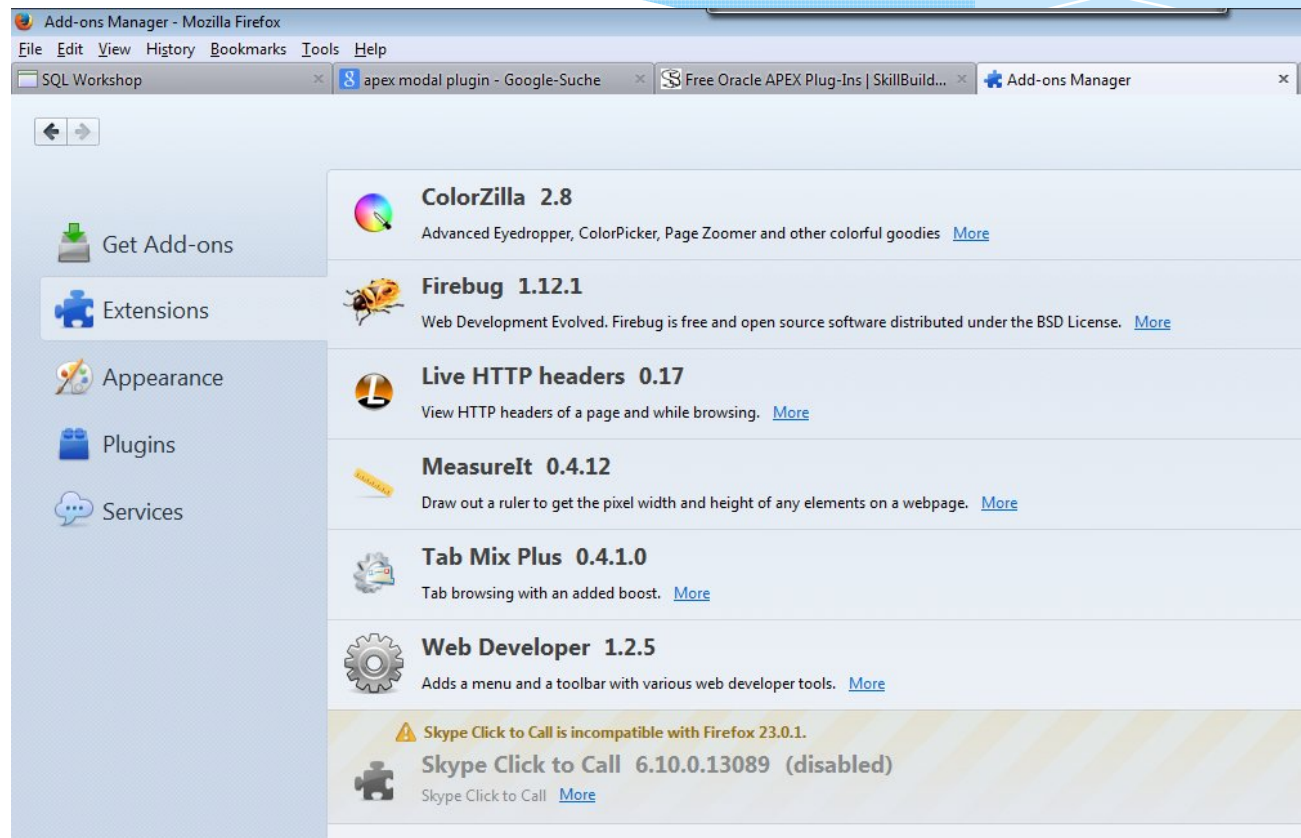 Add-ons Manager - Mozilla Firefox
File Edit View History Bookmarks Tools Help
SQL Workshop × 8 apex modal plugin - Google-Suche × S Free Oracle APEX Plug-Ins | SkillBuild... × Add-ons Manager ×
ColorZilla 2.8
Advanced Eyedropper, ColorPicker, Page Zoomer and other colorful goodies More
Get Add-ons
Firebug 1.12.1
Extensions
Web Development Evolved. Firebug is free and open source software distributed under the BSD License. More
Live HTTP headers 0.17
Appearance
View HTTP headers of a page and while browsing. More
Plugins
MeasureIt 0.4.12
Draw out a ruler to get the pixel width and height of any elements on a webpage. More
Services
Tab Mix Plus 0.4.1.0
Tab browsing with an added boost. More
Web Developer 1.2.5
Adds a menu and a toolbar with various web developer tools. More
Skype Click to Call is incompatible with Firefox 23.0.1.
Skype Click to Call 6.10.0.13089 (disabled)
Skype Click to Call More